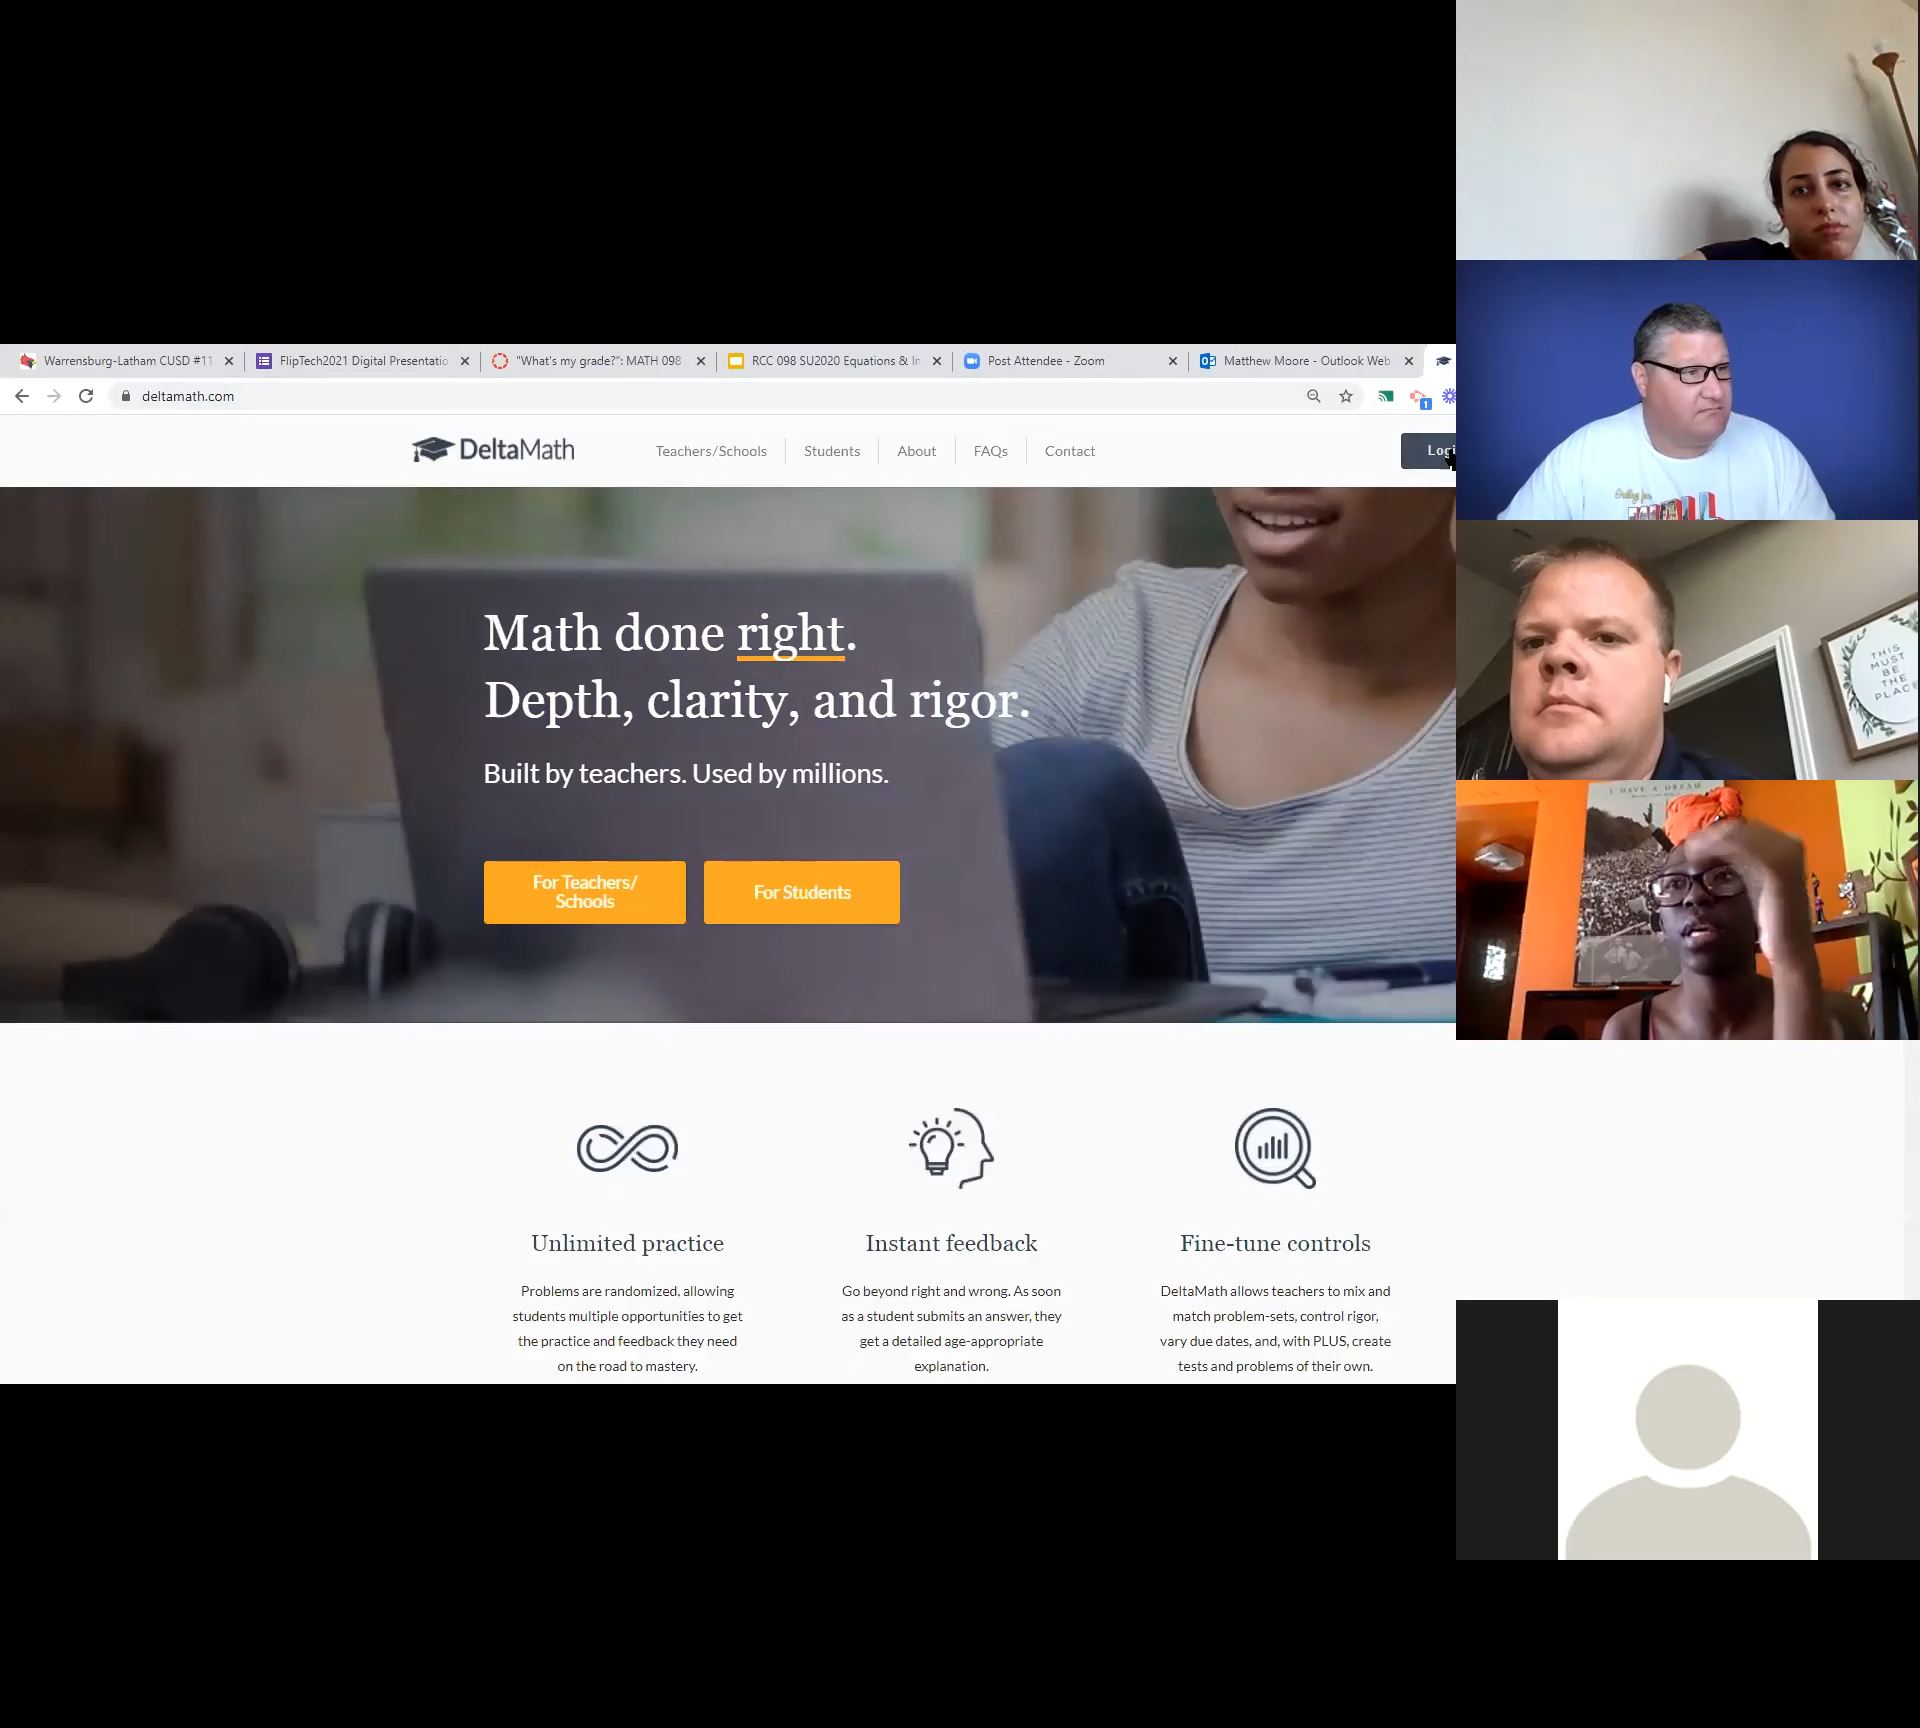 Warrensburg-Latham CUSD #11
FlipTech2021 Digital Presentatio
"What's my grade?": MATH 098
RCC 098 SU2020 Equations & In
Post Attendee - Zoom
Matthew Moore - Outlook Web
deltamath.com
1
DeltaMath
Teachers/Schools
Students
About
FAQs
Contact
Logi
Math done right.
Depth, clarity, and rigor.
Built by teachers. Used by millions.
For Teachers/
Schools
For Students
THIS
MUST
BE
THE
PLACE
I HAVE A DREAM
Unlimited practice
Problems are randomized, allowing
students multiple opportunities to get
the practice and feedback they need
on the road to mastery.
Instant feedback
Go beyond right and wrong. As soon
as a student submits an answer, they
get a detailed age-appropriate
explanation.
Fine-tune controls
DeltaMath allows teachers to mix and
match problem-sets, control rigor,
vary due dates, and, with PLUS, create
tests and problems of their own.